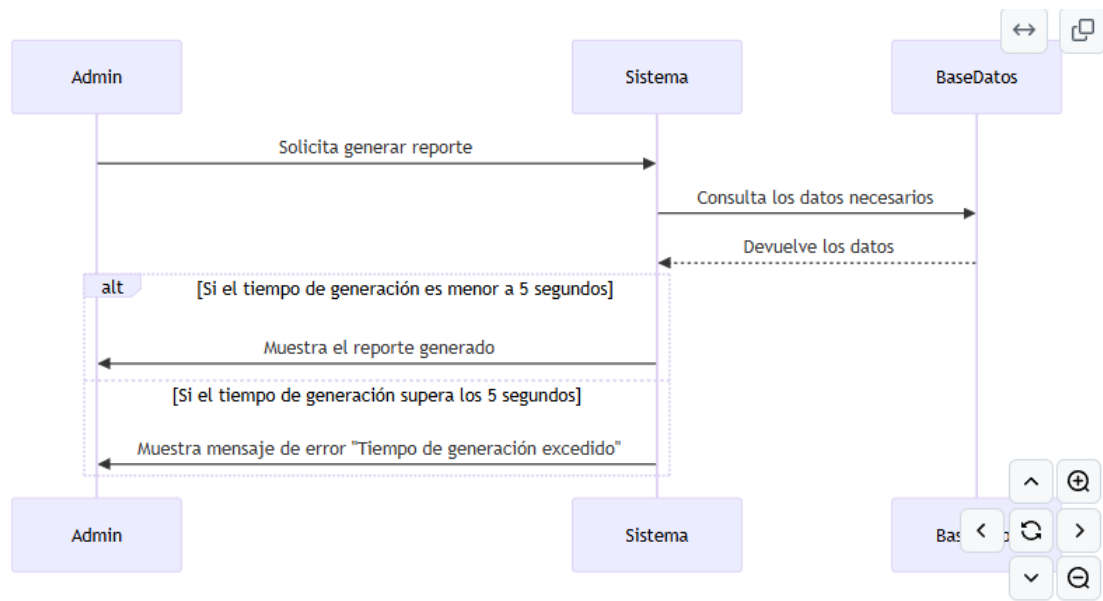 Admin
Sistema
BaseDatos
Solicita generar reporte
Consulta los datos necesarios
Devuelve los datos
alt
[Si el tiempo de generación es menor a 5 segundos]
Muestra el reporte generado
[Si el tiempo de generación supera los 5 segundos]
Muestra mensaje de error "Tiempo de generación excedido"
Admin
Sistema